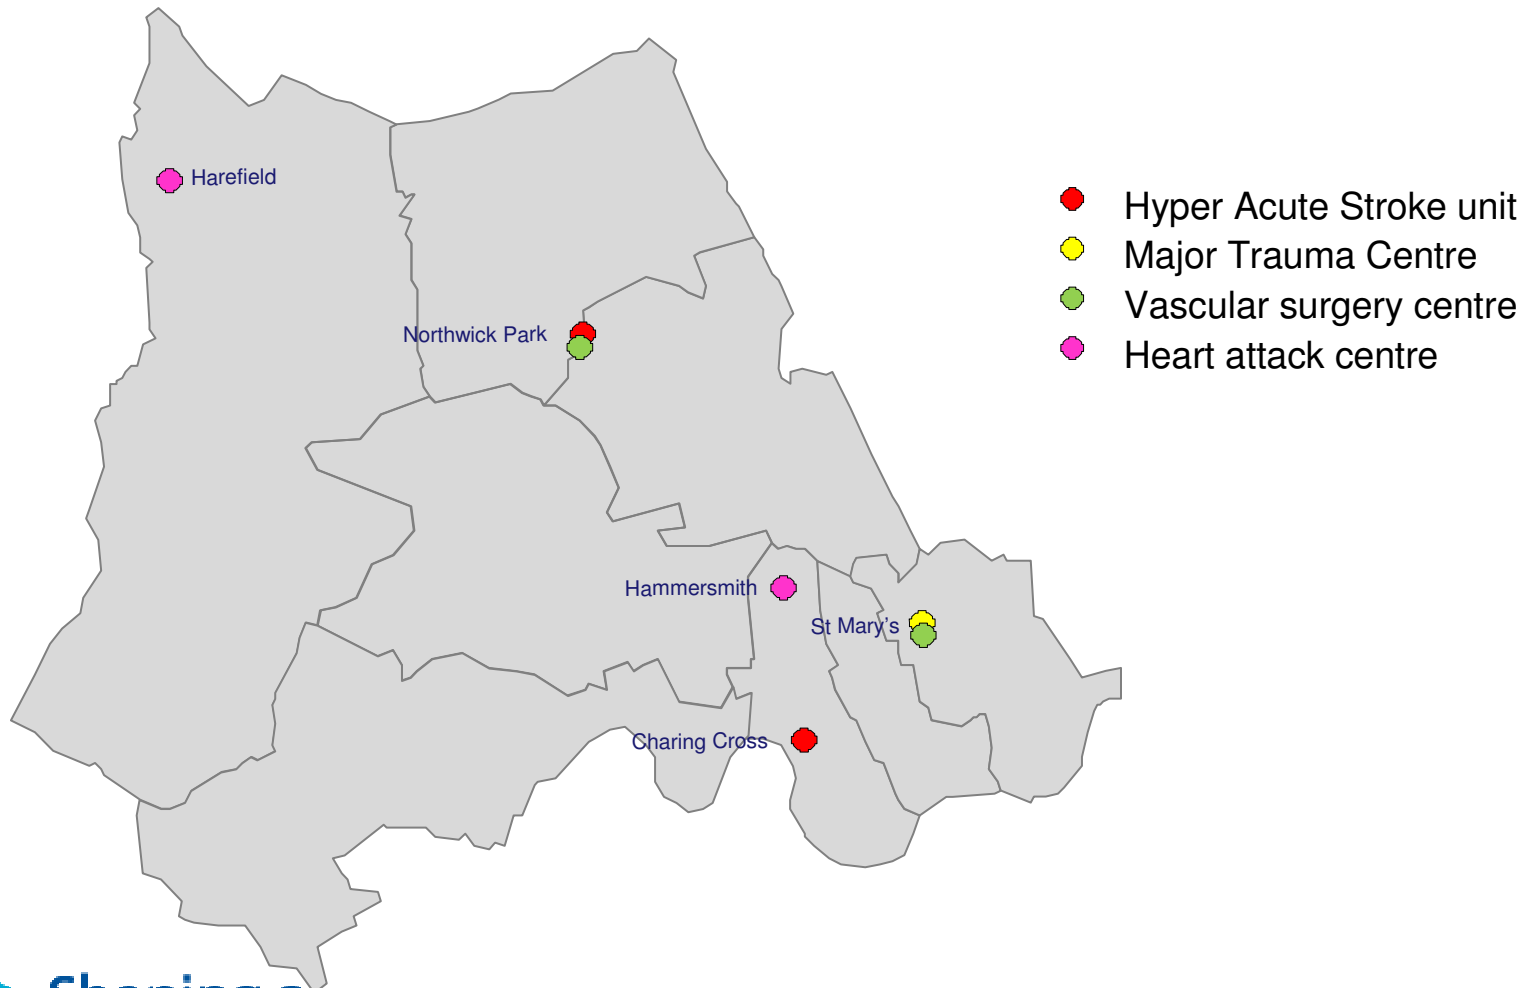 Harefield
Hyper Acute Stroke unit
Major Trauma Centre
Vascular surgery centre
Northwick Park
Heart attack centre
Hammersmith
St Mary's
Charing Cross
Shaping a